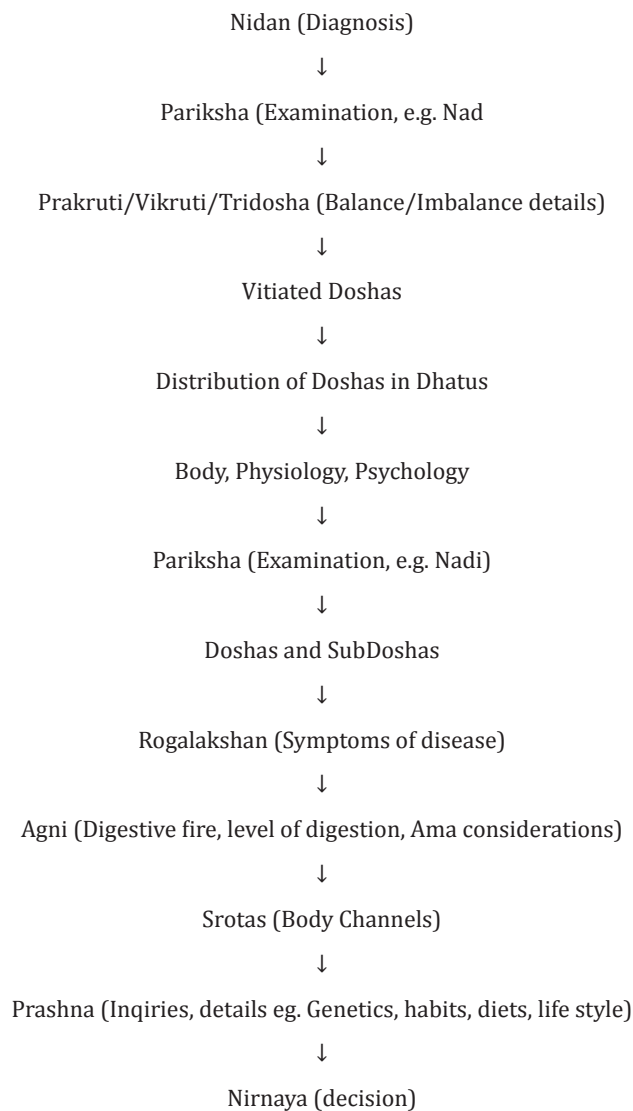 Nidan (Diagnosis)
↓
Pariksha (Examination, e.g. Nad
↓
Prakruti/Vikruti/Tridosha (Balance/Imbalance details)
↓
Vitiated Doshas
↓
Distribution of Doshas in Dhatus
↓
Body, Physiology, Psychology
↓
Pariksha (Examination, e.g. Nadi)
↓
Doshas and SubDoshas
↓
Rogalakshan (Symptoms of disease)
↓
Agni (Digestive fire, level of digestion, Ama considerations)
↓
Srotas (Body Channels)
↓
Prashna (Inqiries, details eg. Genetics, habits, diets, life style)
↓
Nirnaya (decision)